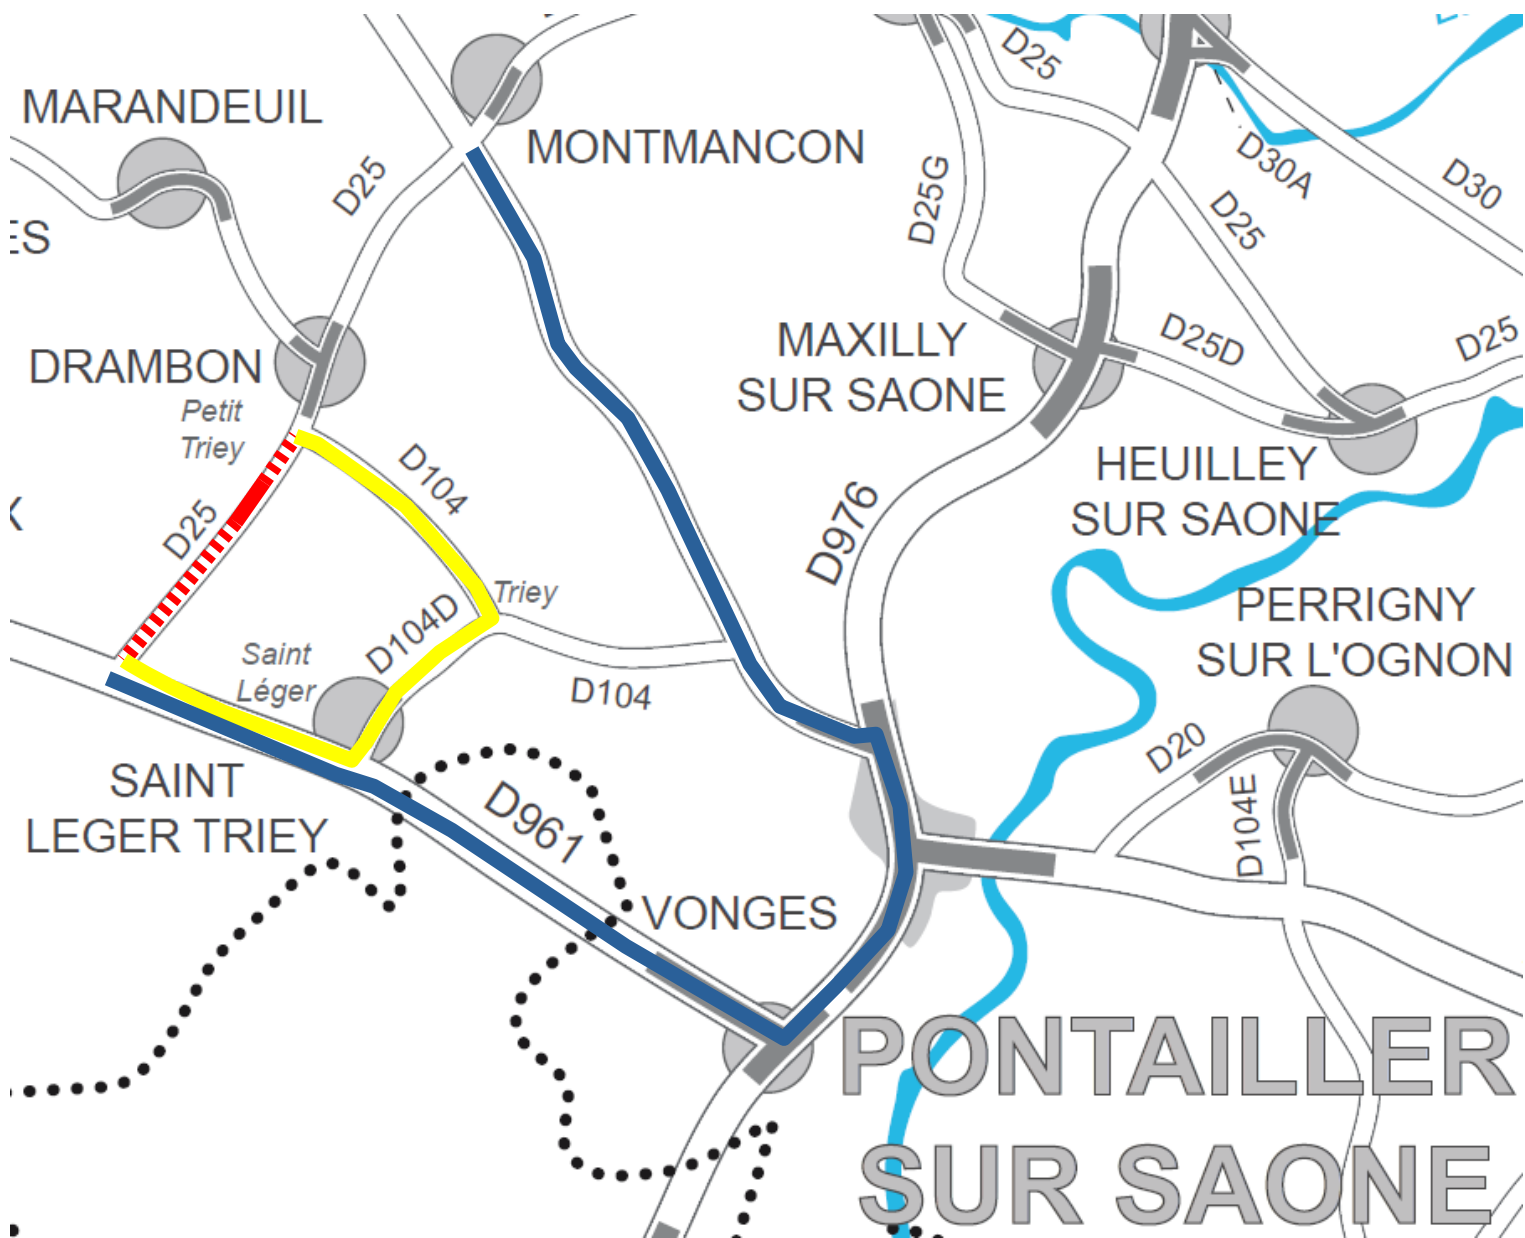 D25
MARANDEUIL
MONTMANCON
D25
D25G
D30A
D30
D25
ES
DRAMBON
Petit
Triey
MAXILLY
SUR SAONE
D25D
D25
D104
D25
D976
HEUILLEY
SUR SAONE
Triey
D104D
Saint
Léger
D104
PERRIGNY
SUR L'OGNON
D20
D104E
SAINT
LEGER TRIEY
D961
VONGES
PONTAILLER
SUR SAONE